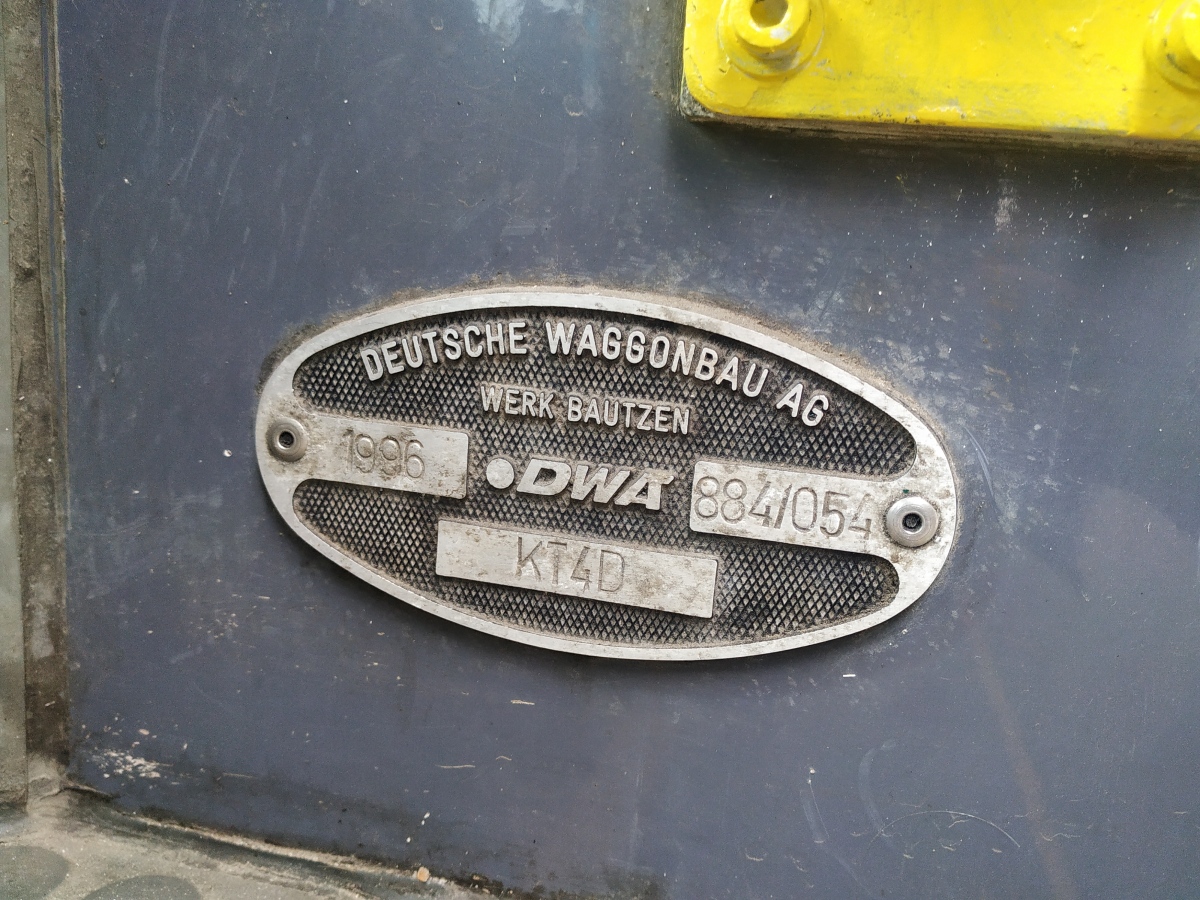 DEUTSCHE WAGGONBAU AG
WERK BAUTZEN
1996
DWA
884/054
KT4D